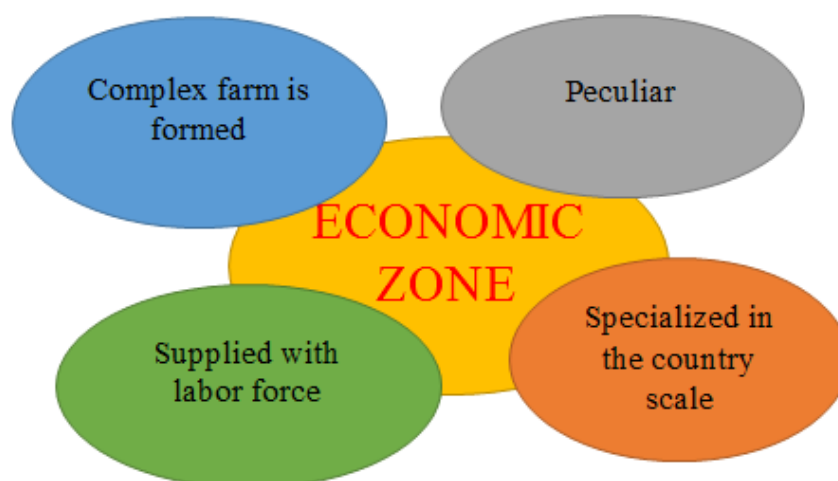 Complex farm is
formed
Peculiar
ECONOMIC
ZONE
Supplied with
labor force
Specialized in
the country
scale